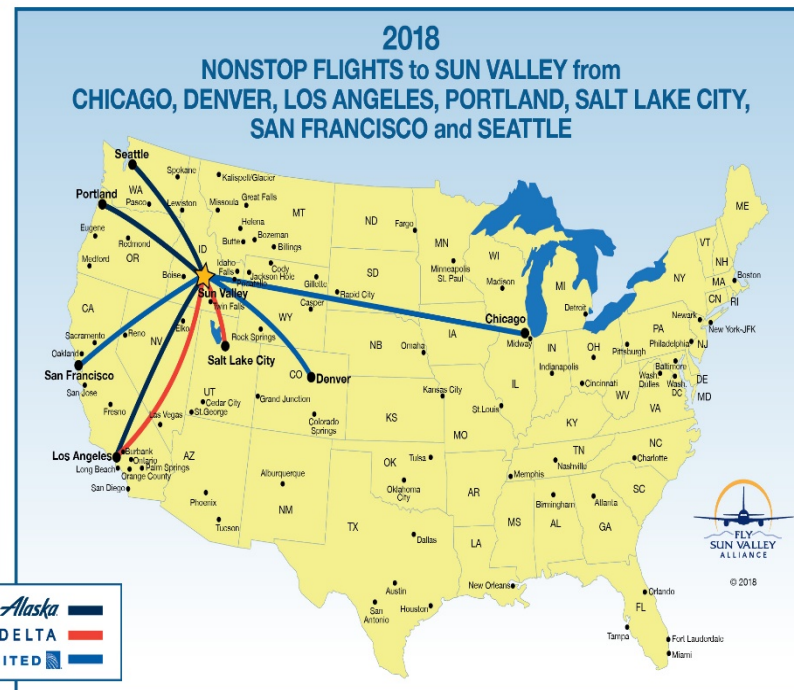 2018
NONSTOP FLIGHTS to SUN VALLEY from
CHICAGO, DENVER, LOS ANGELES, PORTLAND, SALT LAKE CITY,
SAN FRANCISCO and SEATTLE
Seattle
Spokane
Kalispell/Glacier
WA
Portland
Pasco
Lewiston
Missoula
Great Falls
MT
ND
Fargo
ME
Helena
Eugene
Redmond
Butte
Bozeman
Billings
MN
VT
NH
Medford
OR
ID
Idaho
Falls
Cody
Jackson Hole
Pocatello
Boise
Gillette
SD
Rapid City
Minneapolis
St. Paul
WI
Madison
MI
NY
MA
Boston
CN
RI
Sun Valley
Twin Falls
Casper
WY
Detroit
CA
Elko
Rock Springs
Chicago
Midway
IA
Newark
New York-JFK
PA
Sacramento
Reno
NV
Salt Lake City
NB
Omaha
IN
OH
Pittsburgh
Philadelphia
NJ
Oakland
San Francisco
San Jose
CO
Denver
Indianapolis
IL
Baltimore
Wash.
Dulles
Wash.
DC
DE
MD
UT
Cedar City
St.George
Grand Junction
Kansas City
St.Louis
Cincinnati
WV
VA
Fresno
Las Vegas
Colorado
Springs
KS
MO
KY
Los Angeles
Burbank
Ontario
Long Beach
Palm Springs
Orange County
San Diego
AZ
Alburquerque
NM
Phoenix
Tucson
OK
Tulsa
Oklahoma
City
AR
Memphis
TN
Nashville
NC
Charlotte
SC
Birmingham
Atlanta
MS
AL
GA
TX
Dallas
LA
Austin
San
Antonio
Houston
New Orleans
Orlando
FL
Tampa
Fort Lauderdale
Miami
FLY
SUN VALLEY
ALLIANCE
© 2018
Alaska
DELTA
ITED